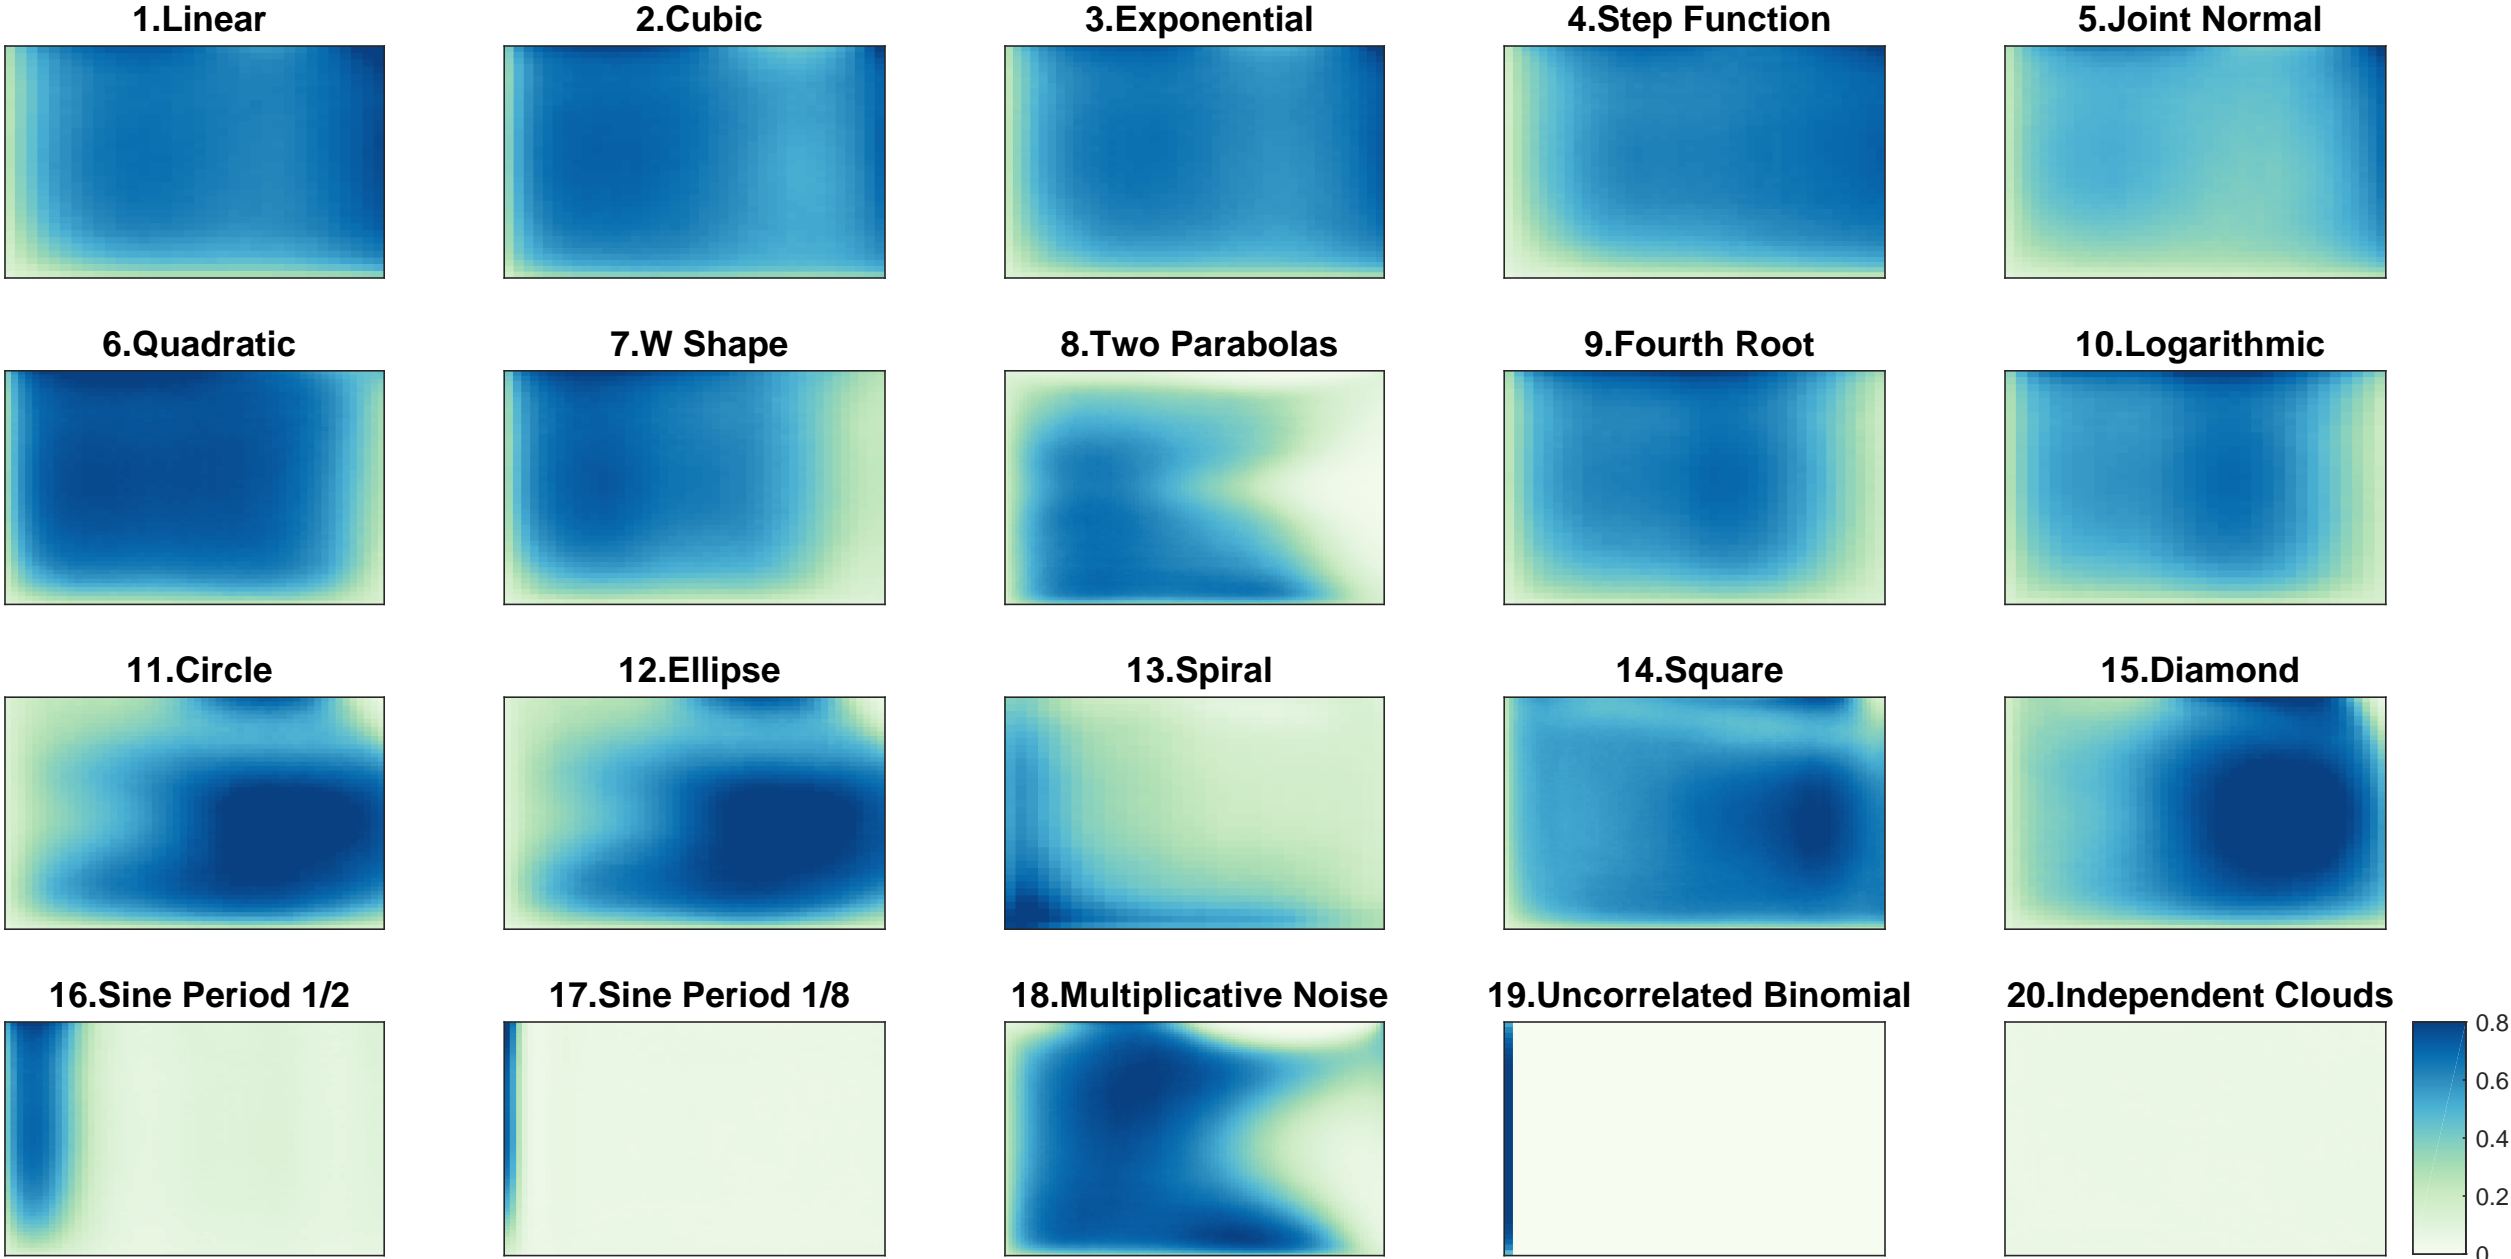 1.Linear
2.Cubic
3.Exponential
4.Step Function
5.Joint Normal
6.Quadratic
7.W Shape
8.Two Parabolas
9.Fourth Root
10.Logarithmic
11.Circle
12.Ellipse
13.Spiral
14.Square
15.Diamond
16.Sine Period 1/2
17.Sine Period 1/8
18.Multiplicative Noise
19.Uncorrelated Binomial
20.Independent Clouds
0.8
0.6
0.4
0.2
0